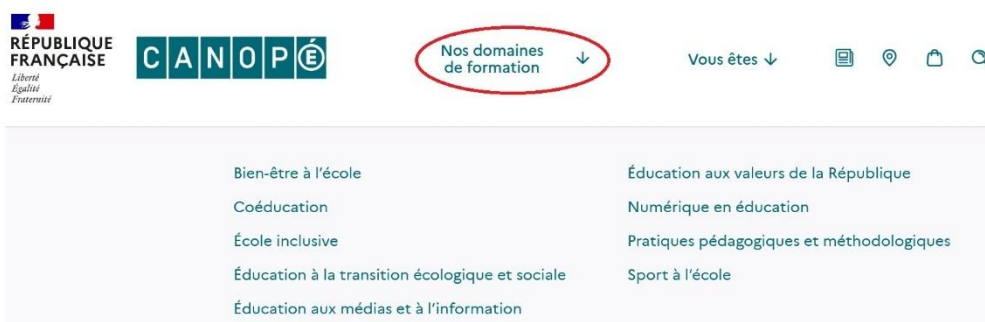 RÉPUBLIQUE
FRANÇAISE
Liberté
Égalité
Fraternité
CANOPÉ
Nos domaines
de formation
Vous êtes
Bien-être à l'école
Coéducation
École inclusive
Éducation à la transition écologique et sociale
Éducation aux médias et à l'information
Éducation aux valeurs de la République
Numérique en éducation
Pratiques pédagogiques et méthodologiques
Sport à l'école